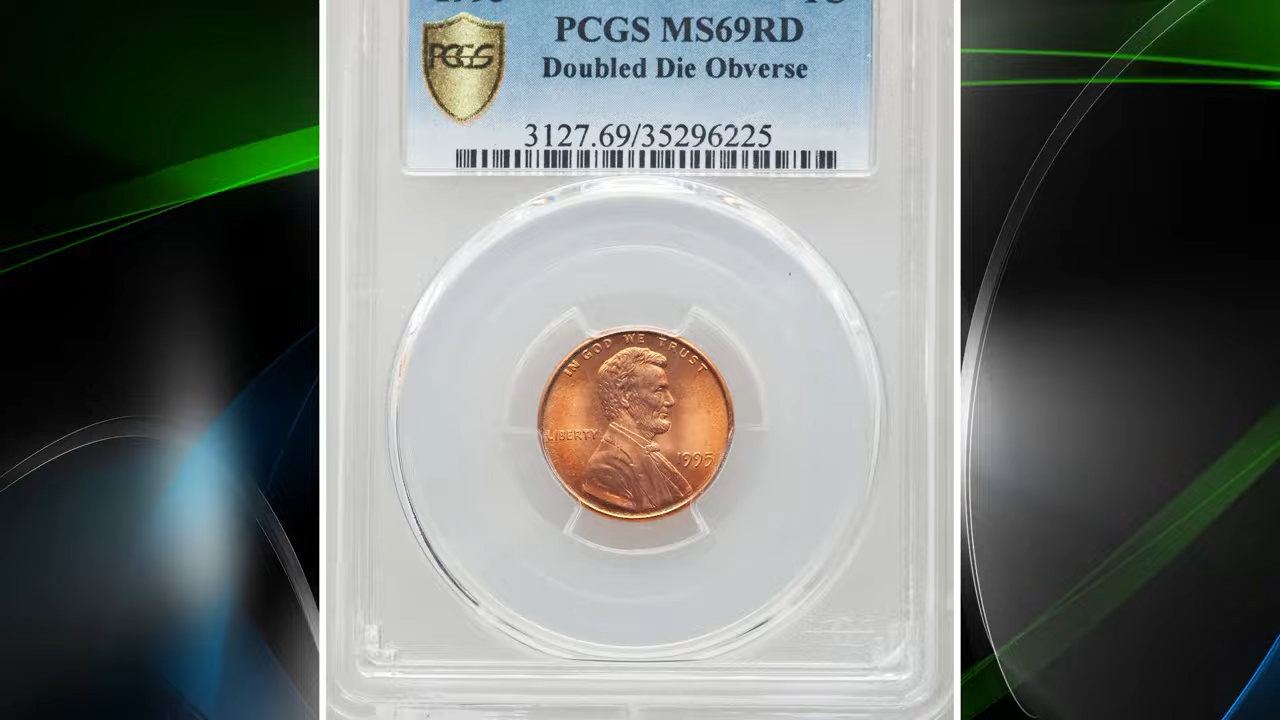 PCGS MS69RD
PCGS
Doubled Die Obverse
3127.69/35296225
IN GOD WE TRUST
LIBERTY
1995